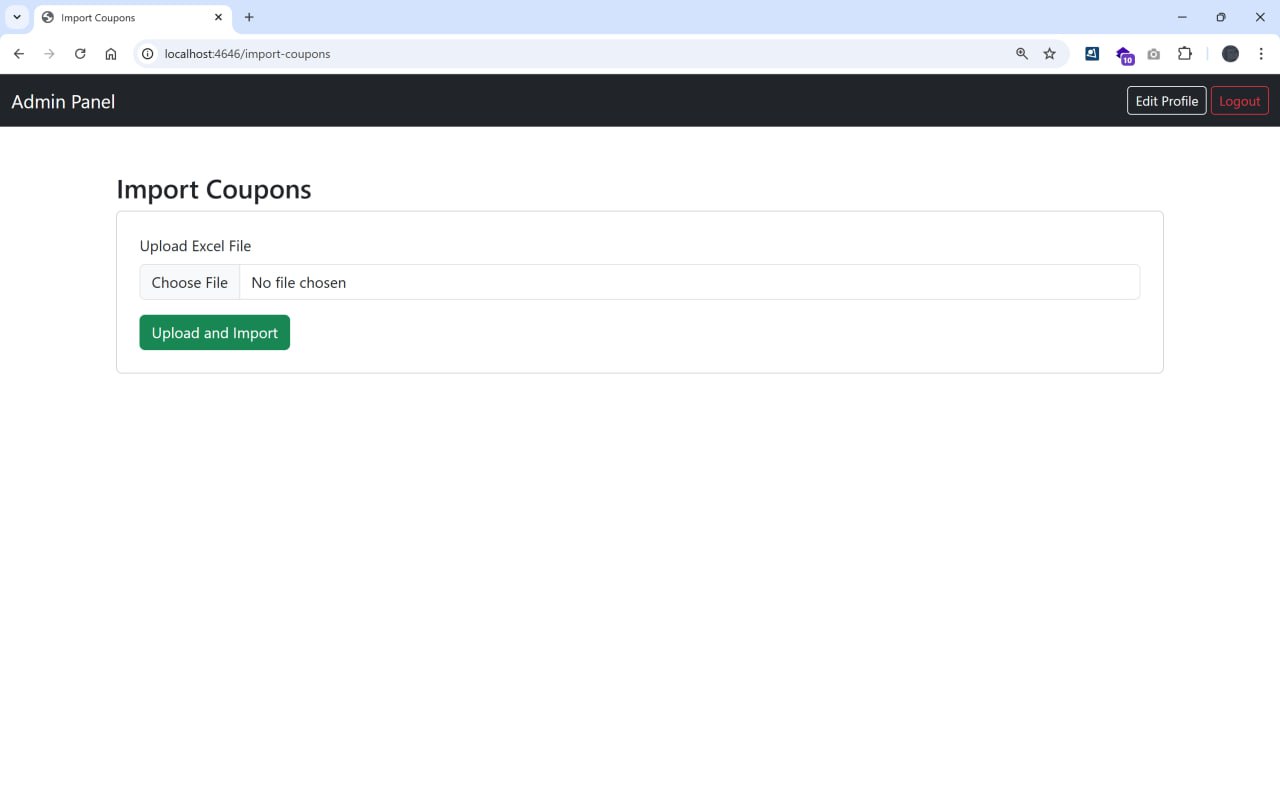 Import Coupons
localhost:4646/import-coupons
10
Admin Panel
Edit Profile
Logout
Import Coupons
Upload Excel File
Choose File
No file chosen
Upload and Import